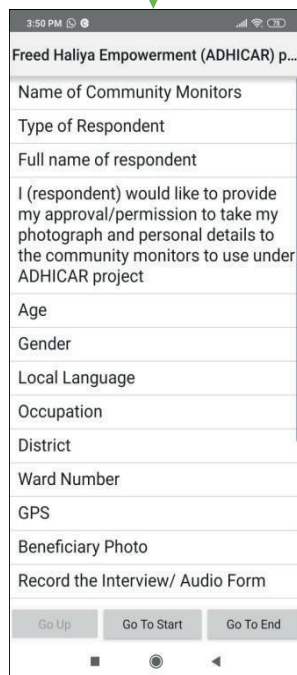 3:50 PM
78
Freed Haliya Empowerment (ADHICAR) p...
Name of Community Monitors
Type of Respondent
Full name of respondent
I (respondent) would like to provide
my approval/permission to take my
photograph and personal details to
the community monitors to use under
ADHICAR project
Age
Gender
Local Language
Occupation
District
Ward Number
GPS
Beneficiary Photo
Record the Interview/ Audio Form
Go Up
Go To Start
Go To End